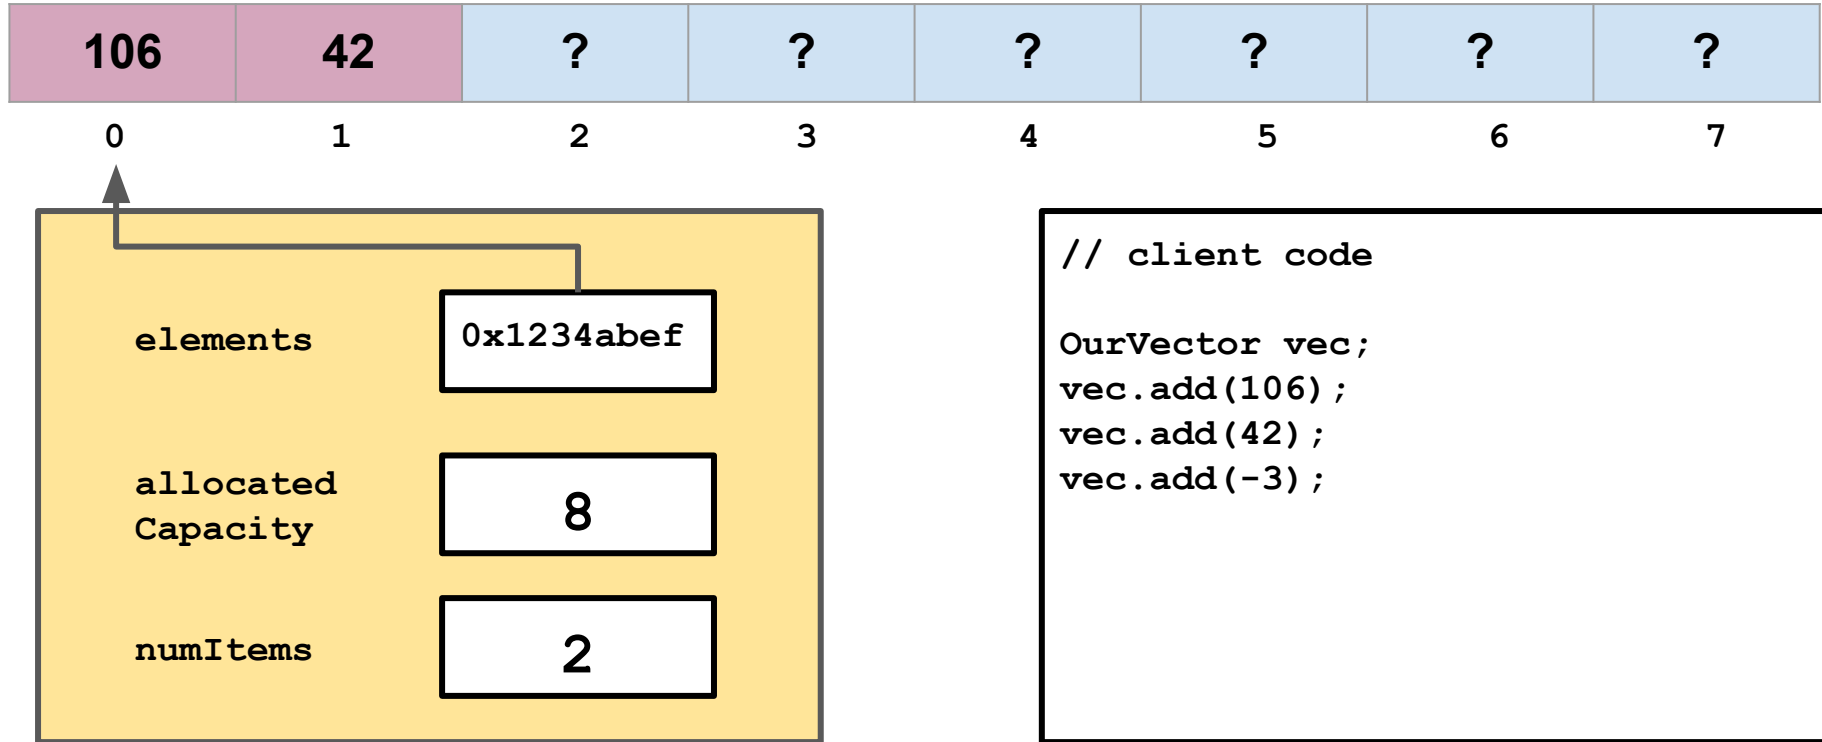 106 42 ? ? ? ? ? ?
0 1 2 3 4 5 6 7
elements 0x1234abef
allocated
Capacity 8
numItems 2
// client code
OurVector vec;
vec.add(106);
vec.add(42);
vec.add(-3);